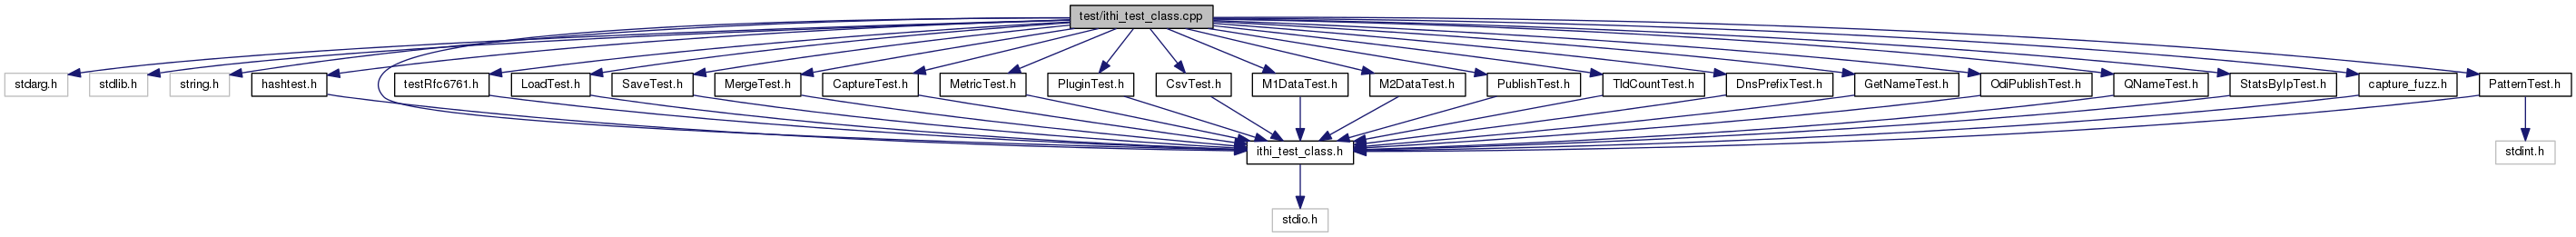 test/ithi_test_class.cpp
stdarg.h
stdlib.h
string.h
hashtest.h
testRfc6761.h
LoadTest.h
SaveTest.h
MergeTest.h
CaptureTest.h
MetricTest.h
PluginTest.h
CsvTest.h
M1DataTest.h
M2DataTest.h
PublishTest.h
TldCountTest.h
DnsPrefixTest.h
GetNameTest.h
OdiPublishTest.h
QNameTest.h
StatsByIpTest.h
capture_fuzz.h
PatternTest.h
ithi_test_class.h
stdint.h
stdio.h